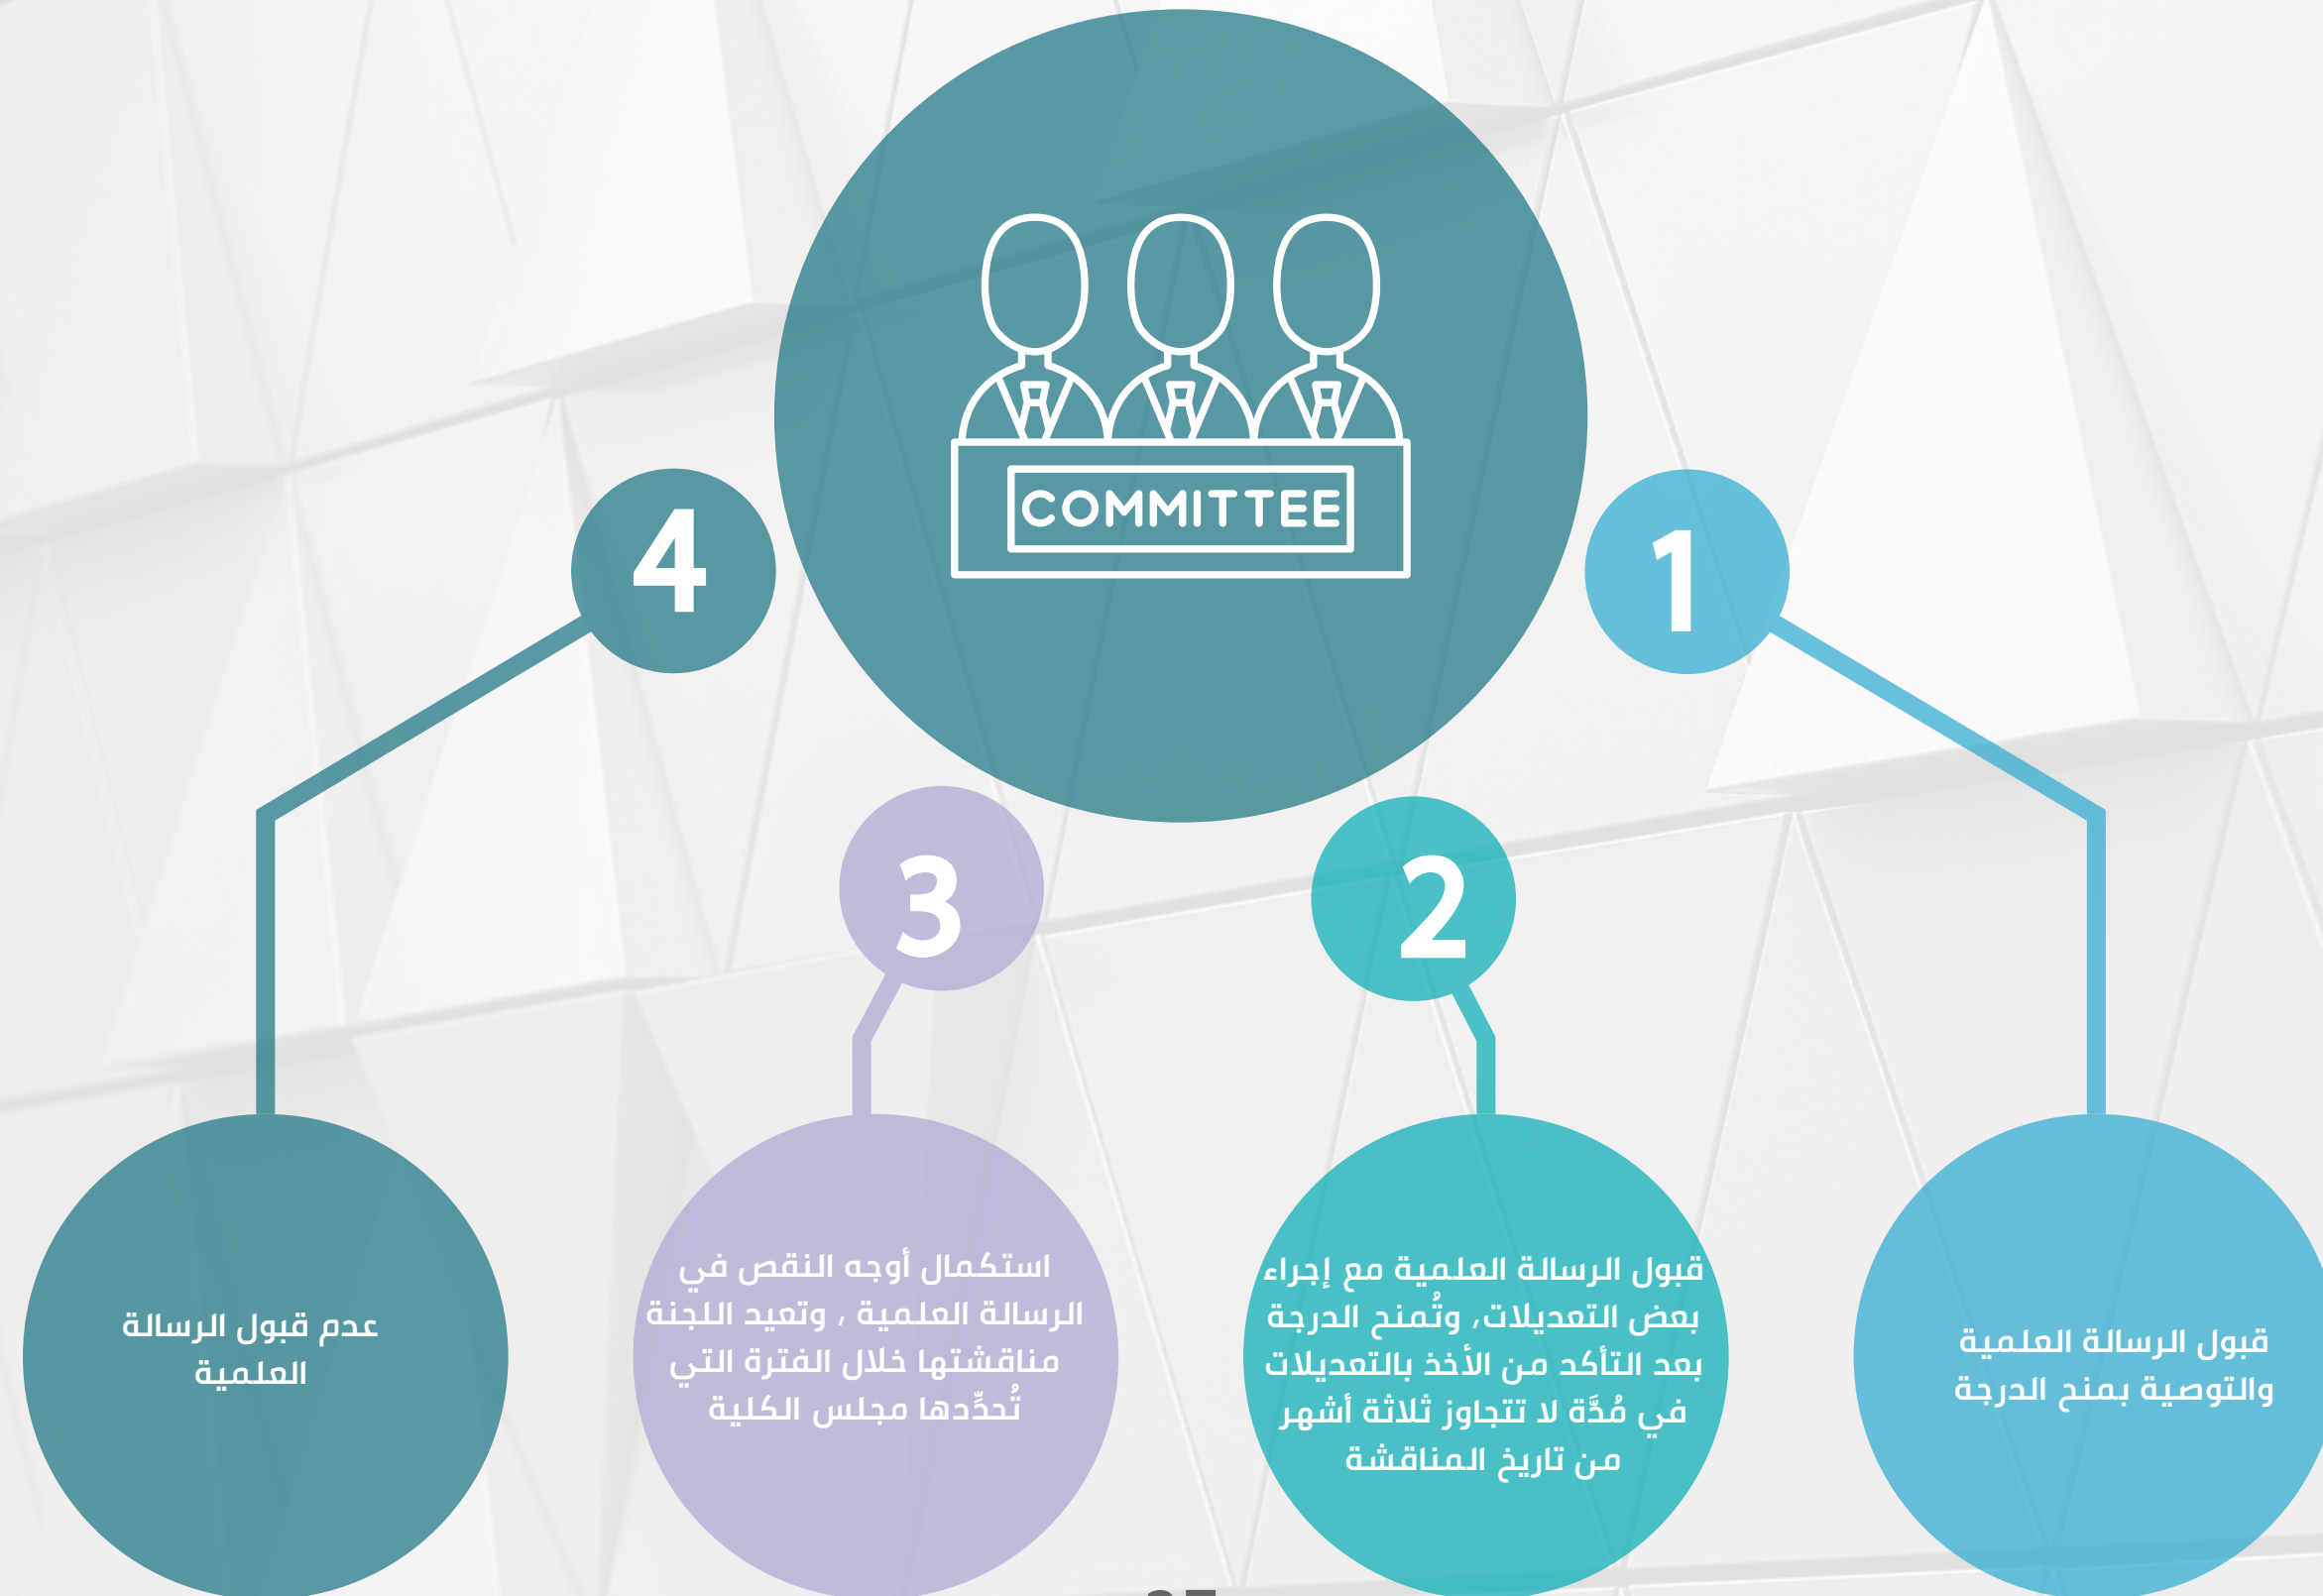 COMMITTEE
1
قبول الرسالة العلمية
والتوصية بمنح الدرجة
2
قبول الرسالة العلمية مع إجراء
بعض التعديلات، وتُمنح الدرجة
بعد التأكد من الأخذ بالتعديلات
في مُدَّة لا تتجاوز ثلاثة أشهر
من تاريخ المناقشة
3
استكمال أوجه النقص في
الرسالة العلمية ، وتعيد اللجنة
مناقشتها خلال الفترة التي
تُحدِّدها مجلس الكلية
4
عدم قبول الرسالة
العلمية